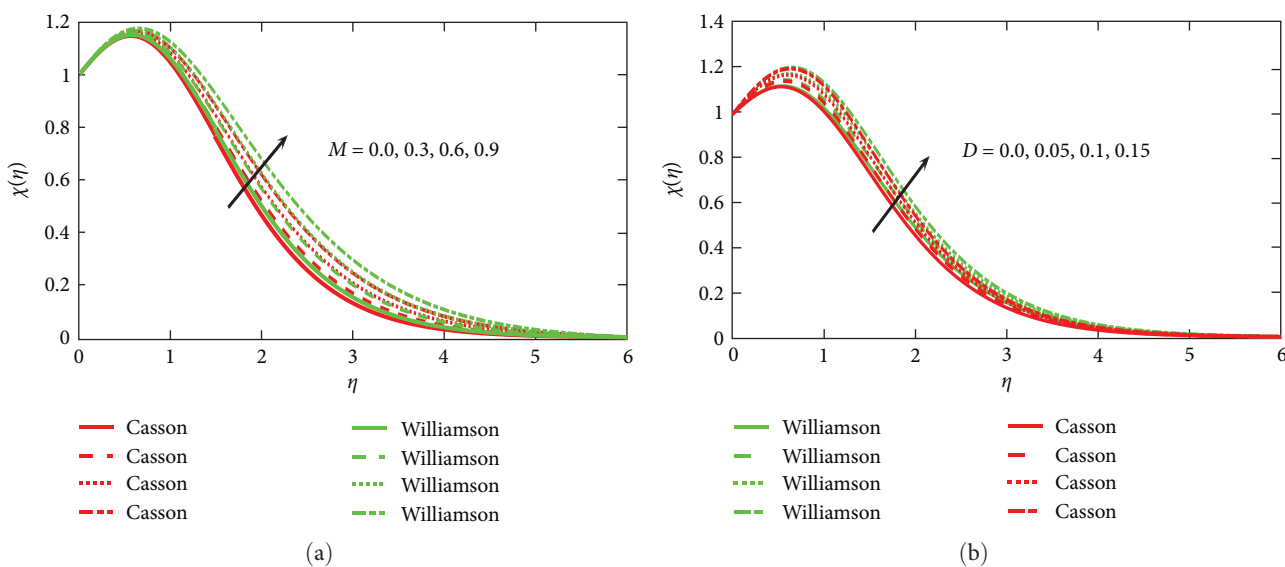 1.2
1
0.8
0.6
0.4
0.2
0
χ(η)
M = 0.0, 0.3, 0.6, 0.9
0 1 2 3 4 5 6
η
Casson Williamson
Casson Williamson
Casson Williamson
Casson Williamson
(a)
1.4
1.2
1
0.8
0.6
0.4
0.2
0
χ(η)
D = 0.0, 0.05, 0.1, 0.15
0 1 2 3 4 5 6
η
Williamson Casson
Williamson Casson
Williamson Casson
Williamson Casson
(b)